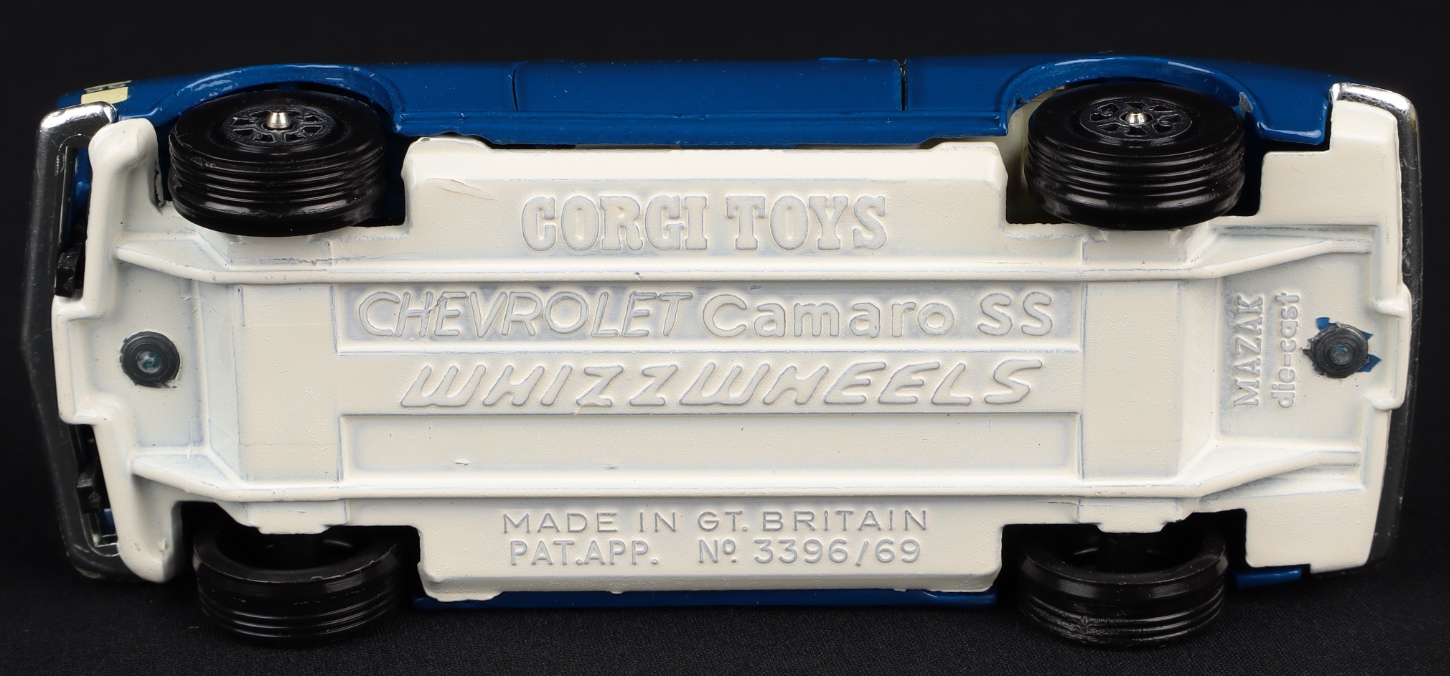 CORGI TOYS
CHEVROLET Camaro SS
WHIZZWHEELS
MADE IN GT. BRITAIN
PAT.APP. Nº 3396/69
MAZAK
die-cast